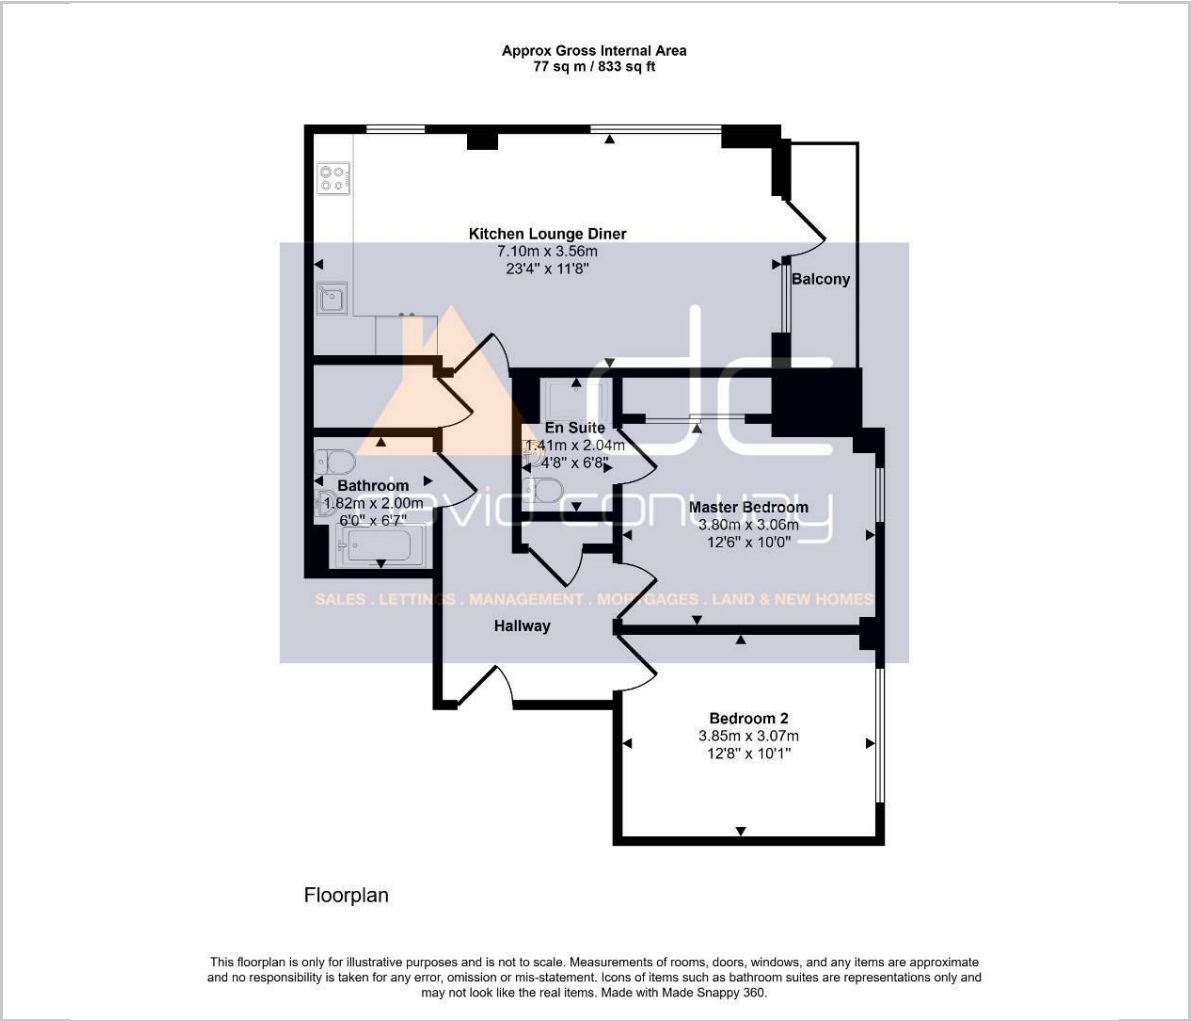 Approx Gross Internal Area
77 sq m / 833 sq ft
Kitchen Lounge Diner
7.10m x 3.56m
23'4" x 11'8"
Balcony
dc
En Suite
1.41m x 2.04m
4'8" x 6'8"
Bathroom
1.82m x 2.00m
6'0" x 6'7"
david conway
Master Bedroom
3.80m x 3.06m
12'6" x 10'0"
SALES . LETTINGS . MANAGEMENT . MORTGAGES . LAND & NEW HOMES
Hallway
Bedroom 2
3.85m x 3.07m
12'8" x 10'1"
Floorplan
This floorplan is only for illustrative purposes and is not to scale. Measurements of rooms, doors, windows, and any items are approximate
and no responsibility is taken for any error, omission or mis-statement. Icons of items such as bathroom suites are representations only and
may not look like the real items. Made with Made Snappy 360.